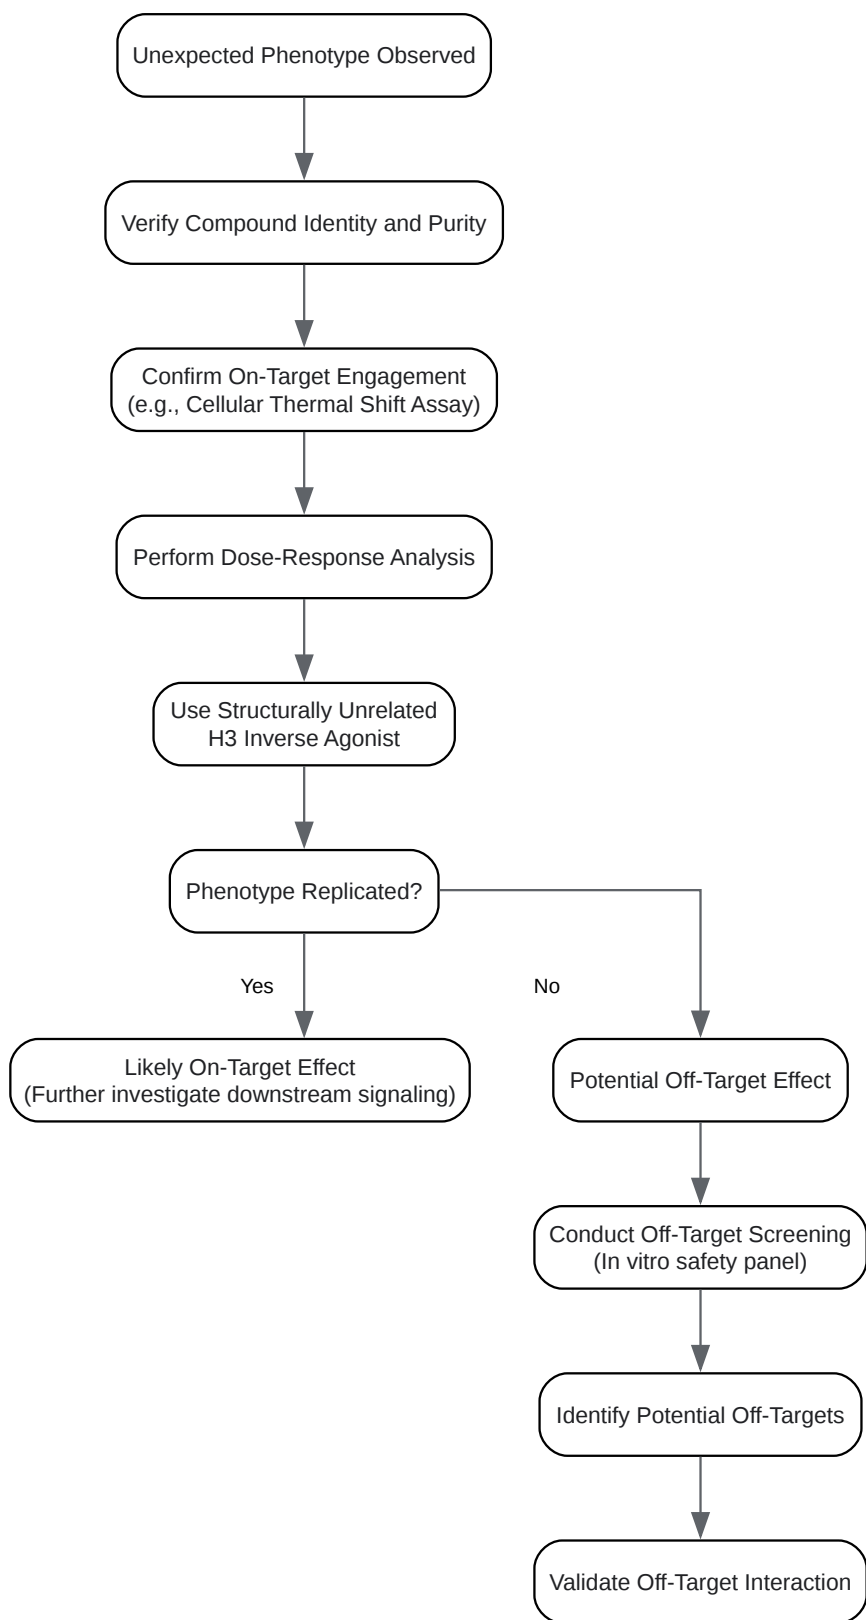 Unexpected Phenotype Observed
Verify Compound Identity and Purity
Confirm On-Target Engagement
(e.g., Cellular Thermal Shift Assay)
Perform Dose-Response Analysis
Use Structurally Unrelated
H3 Inverse Agonist
Phenotype Replicated?
Yes
No
Likely On-Target Effect
(Further investigate downstream signaling)
Potential Off-Target Effect
Conduct Off-Target Screening
(In vitro safety panel)
Identify Potential Off-Targets
Validate Off-Target Interaction